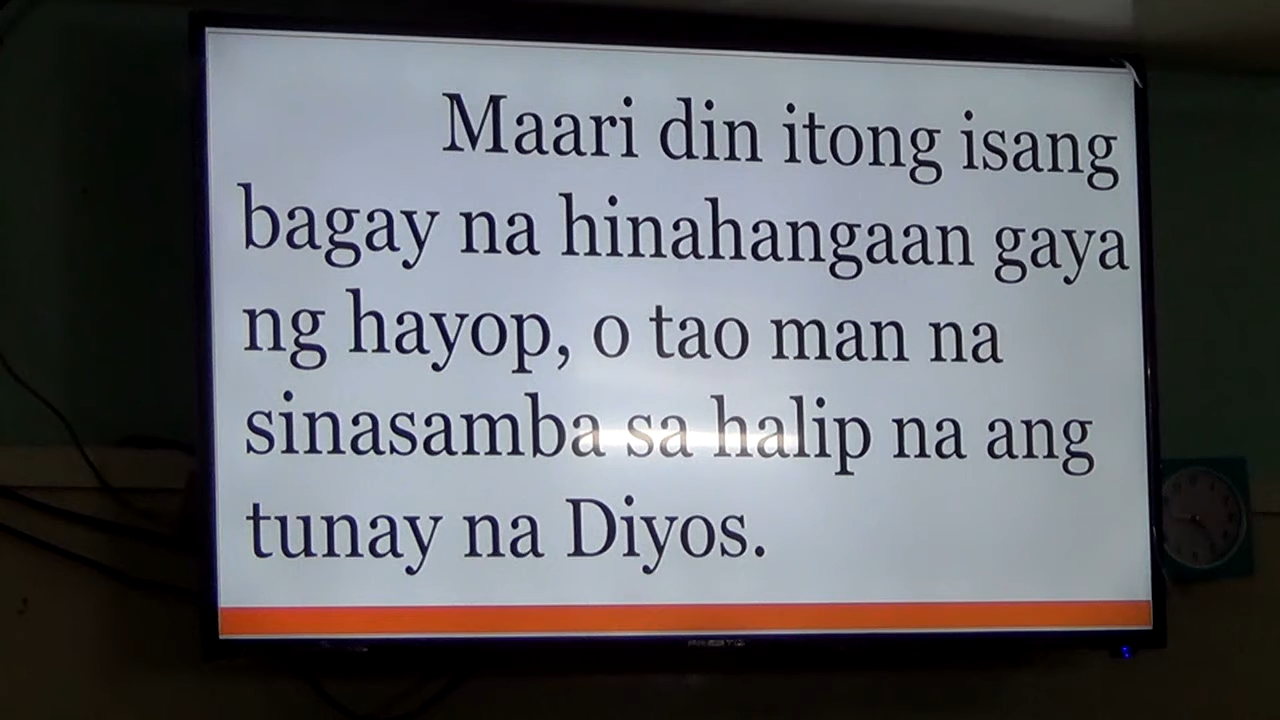 Maari din itong isang
bagay na hinahangaan gaya
ng hayop, o tao man na
sinasamba sa halip na ang
tunay na Diyos.